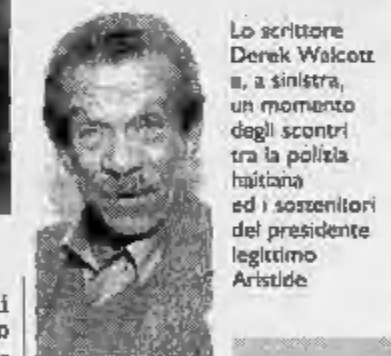 Lo scrittore
Derek Walcott
e, a sinistra,
un momento
degli scontri
tra la polizia
haitiana
ed i sostenitori
del presidente
legittimo
Aristide
i